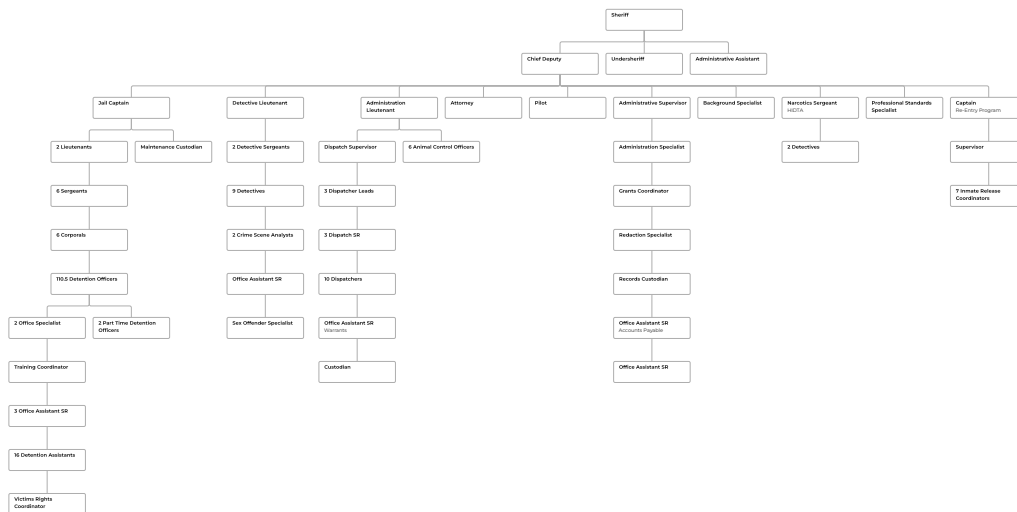 Sheriff
Chief Deputy
Undersheriff
Administrative Assistant
Jail Captain
Detective Lieutenant
Administration
Lieutenant
Attorney
Pilot
Administrative Supervisor
Background Specialist
Narcotics Sergeant
HIDTA
Professional Standards
Specialist
Captain
Re-Entry Program
2 Lieutenants
Maintenance Custodian
2 Detective Sergeants
Dispatch Supervisor
6 Animal Control Officers
Administration Specialist
2 Detectives
Supervisor
6 Sergeants
9 Detectives
3 Dispatcher Leads
Grants Coordinator
7 Inmate Release
Coordinators
6 Corporals
2 Crime Scene Analysts
3 Dispatch SR
Redaction Specialist
110.5 Detention Officers
Office Assistant SR
10 Dispatchers
Records Custodian
2 Office Specialist
2 Part Time Detention
Officers
Sex Offender Specialist
Office Assistant SR
Warrants
Office Assistant SR
Accounts Payable
Training Coordinator
Custodian
Office Assistant SR
3 Office Assistant SR
16 Detention Assistants
Victims Rights
Coordinator